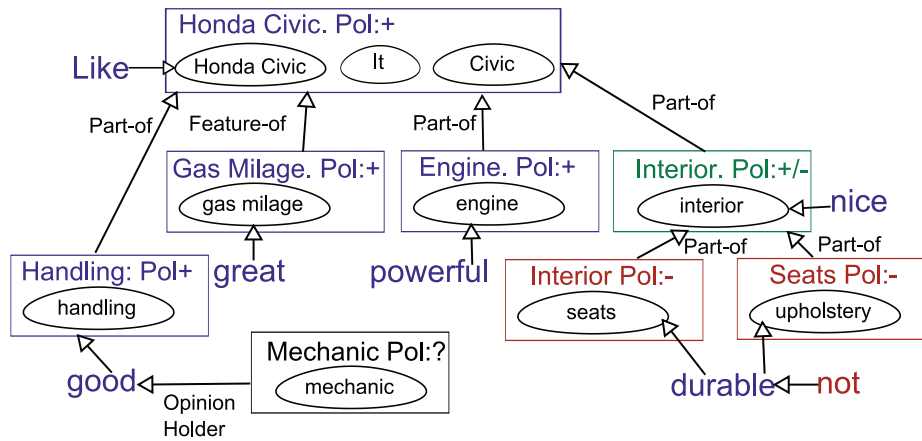 Honda Civic. Pol:+
Like
Honda Civic
It
Civic
Part-of
Feature-of
Part-of
Part-of
Gas Milage. Pol:+
gas milage
Engine. Pol:+
engine
Interior. Pol:+/-
interior
nice
great
powerful
Part-of
Part-of
Handling: Pol+
handling
Interior Pol:-
seats
Seats Pol:-
upholstery
good
Opinion
Holder
Mechanic Pol:?
mechanic
durable
not